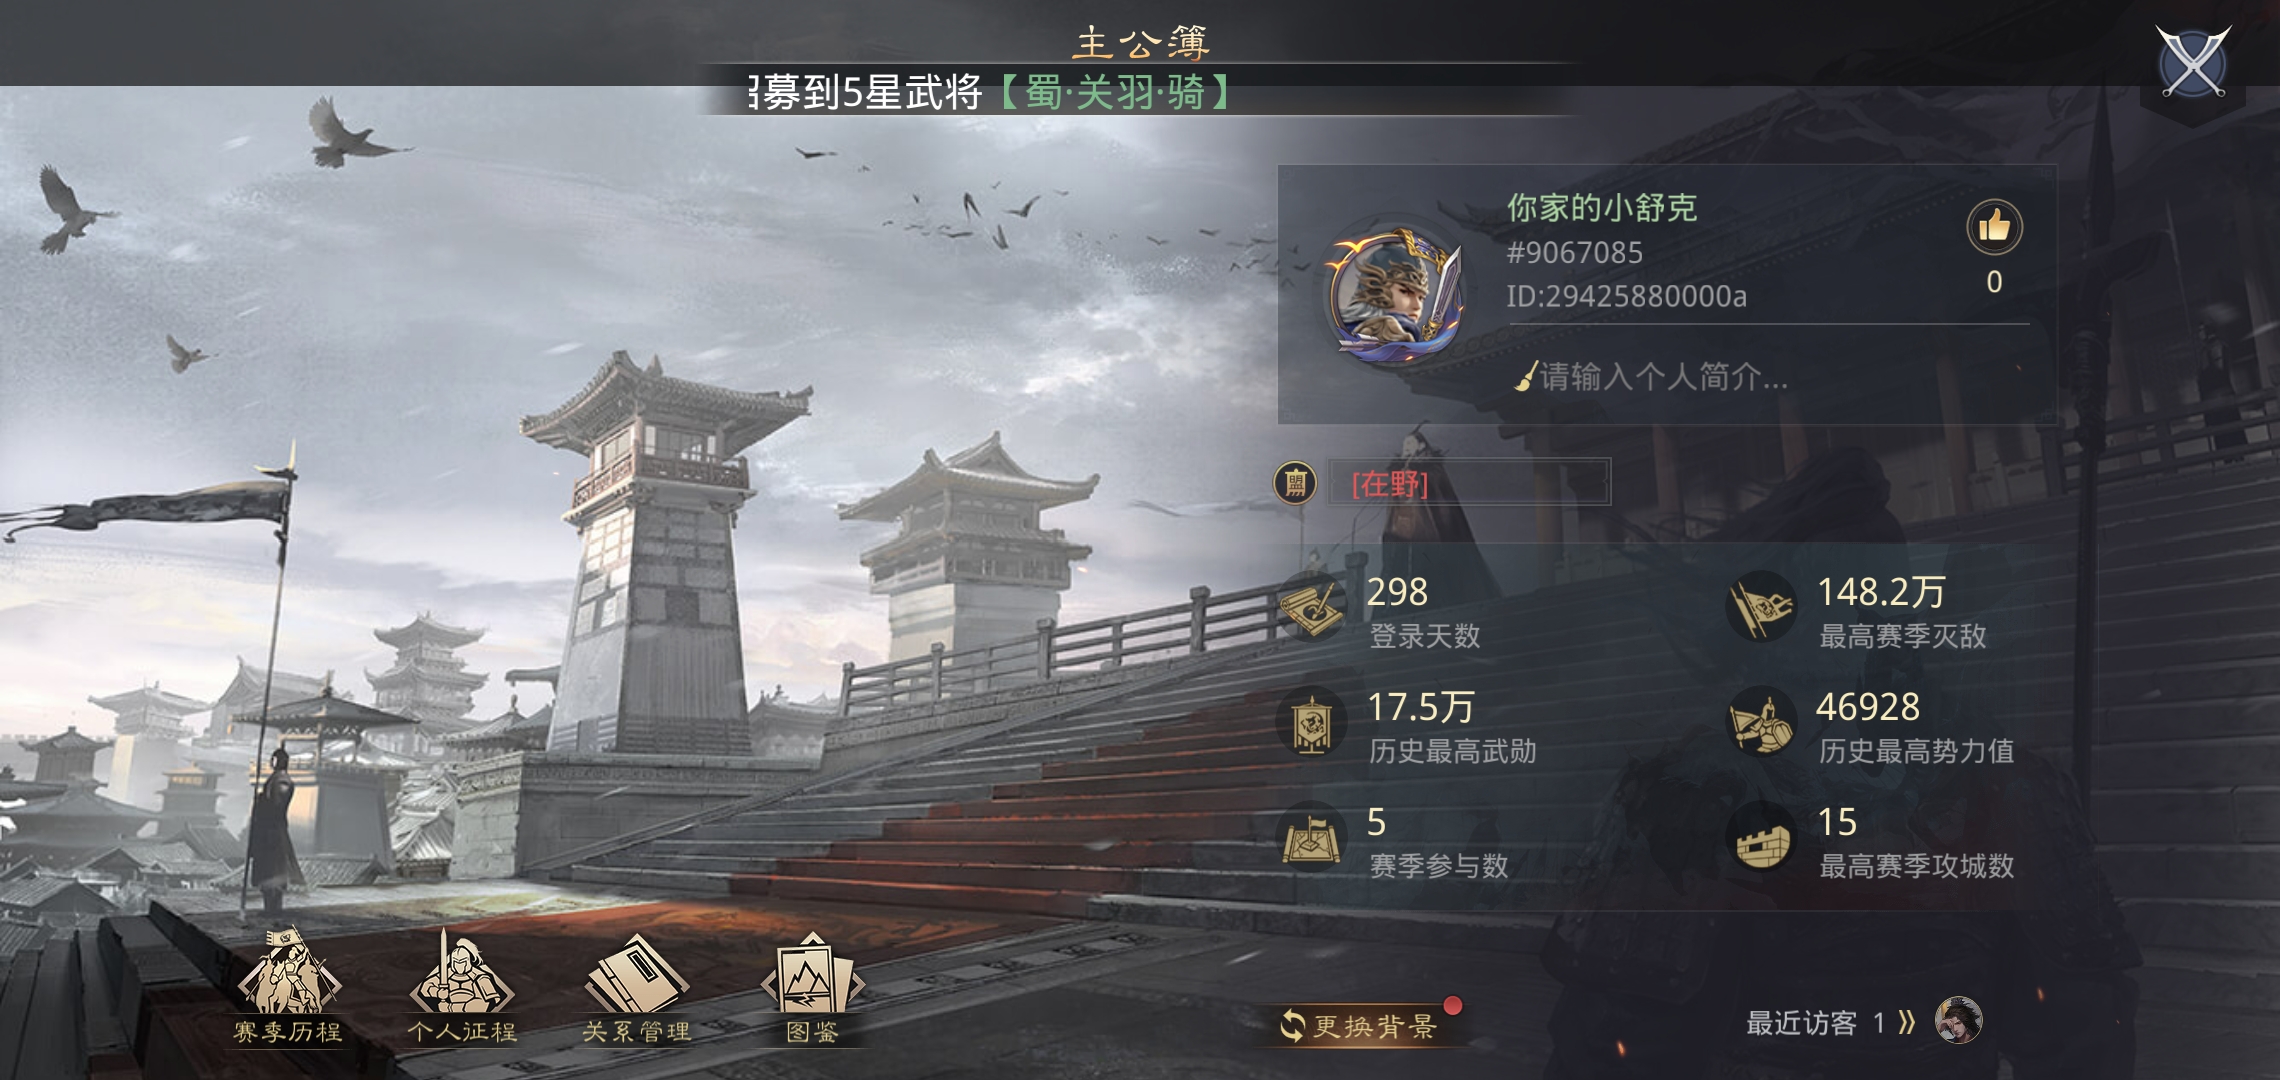 主公簿
招募到5星武将【蜀·关羽·骑】
你家的小舒克
#9067085
ID:29425880000a
0
请输入个人简介...
盟
[在野]
298
登录天数
148.2万
最高赛季灭敌
17.5万
历史最高武勋
46928
历史最高势力值
5
赛季参与数
15
最高赛季攻城数
赛季历程
个人征程
关系管理
图鉴
更换背景
最近访客 1